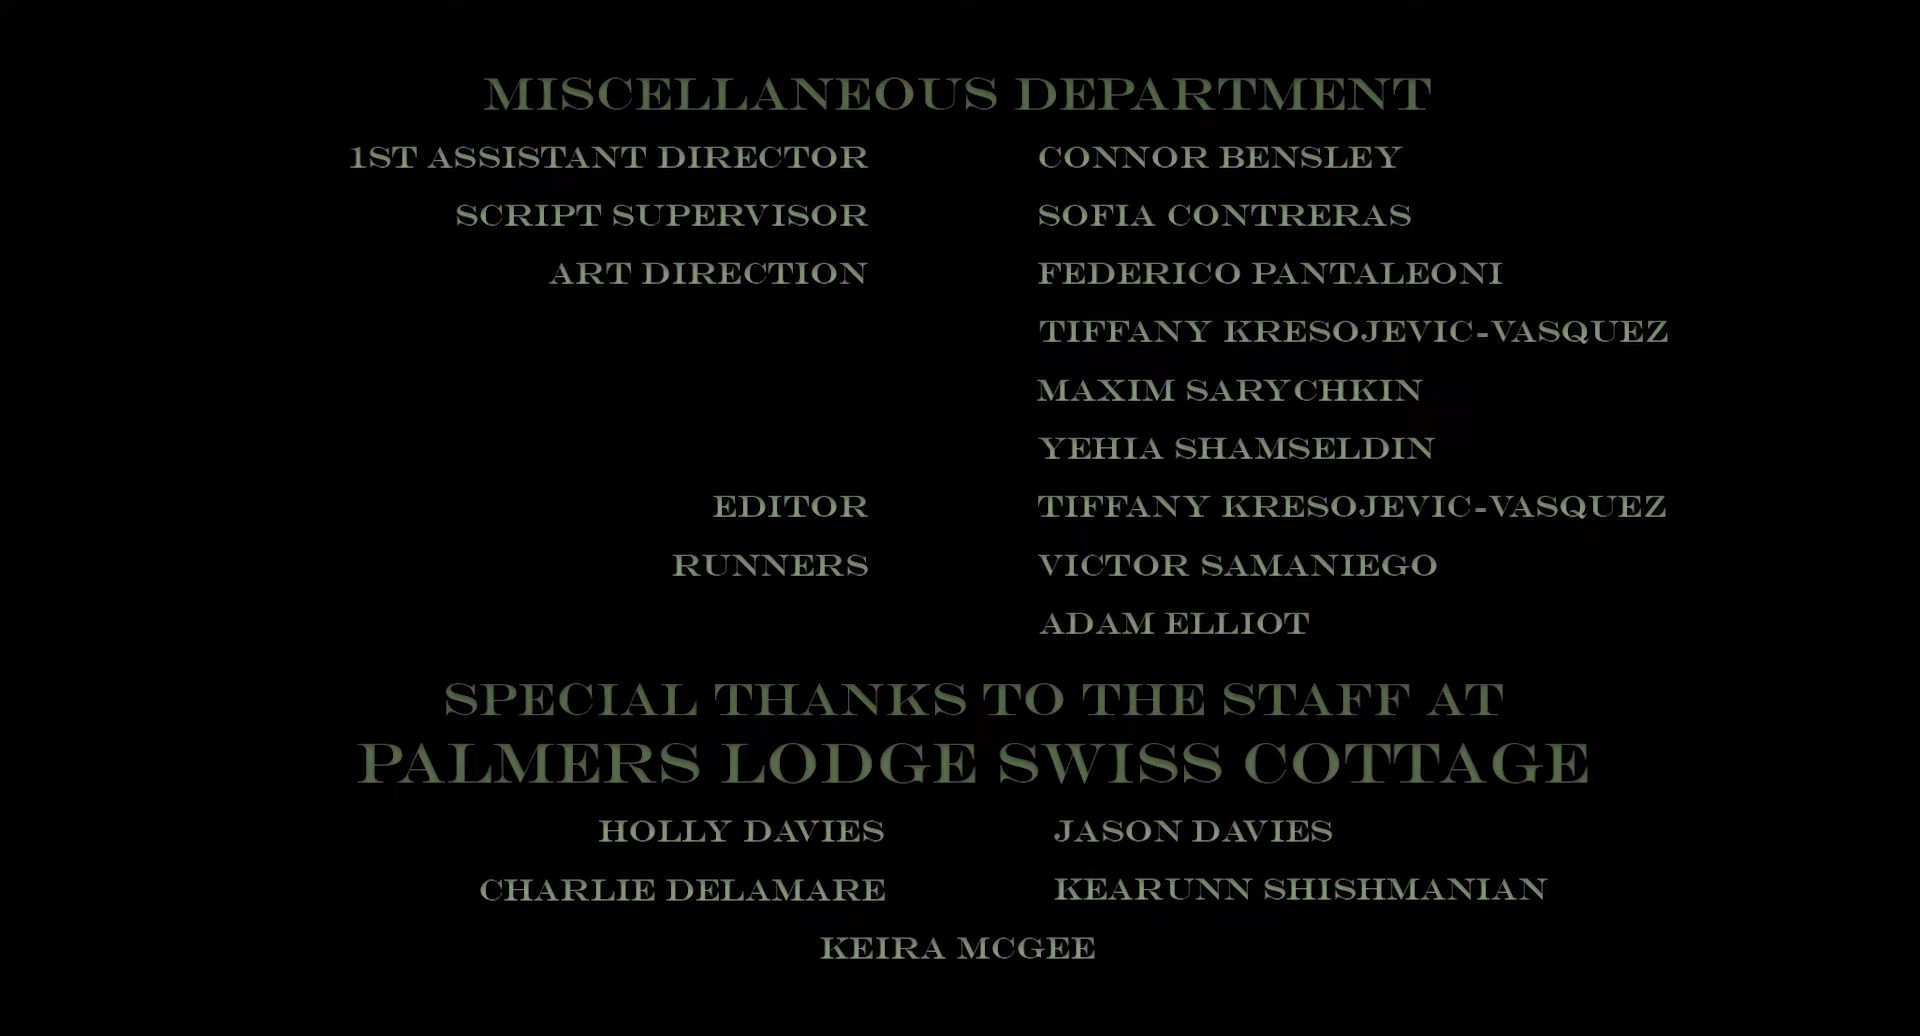 MISCELLANEOUS DEPARTMENT
1ST ASSISTANT DIRECTOR CONNOR BENSLEY
SCRIPT SUPERVISOR SOFIA CONTRERAS
ART DIRECTION FEDERICO PANTALEONI
TIFFANY KRESOJEVIC-VASQUEZ
MAXIM SARYCHKIN
YEHIA SHAMSELDIN
EDITOR TIFFANY KRESOJEVIC-VASQUEZ
RUNNERS VICTOR SAMANIEGO
ADAM ELLIOT
SPECIAL THANKS TO THE STAFF AT
PALMERS LODGE SWISS COTTAGE
HOLLY DAVIES JASON DAVIES
CHARLIE DELAMARE KEARUNN SHISHMANIAN
KEIRA MCGEE